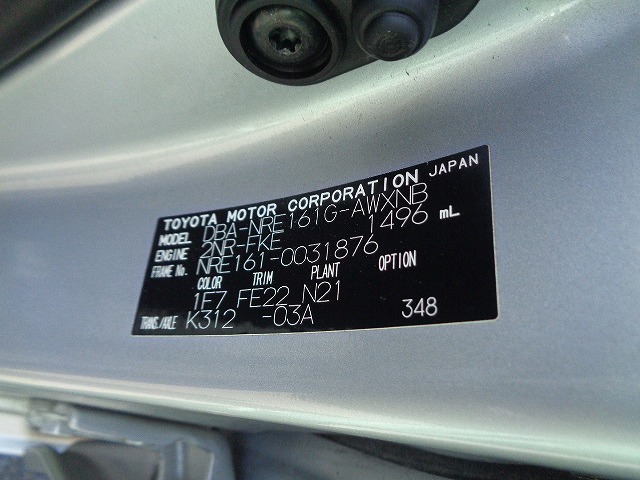 TOYOTA MOTOR CORPORATION JAPAN
MODEL DBA-NRE161G-AWXNB
ENGINE 2NR-FKE 1496 mL
FRAME No. NRE161-0031876
COLOR TRIM PLANT OPTION
1F7 FE22 N21
TRANS./AXLE K312 -03A 348